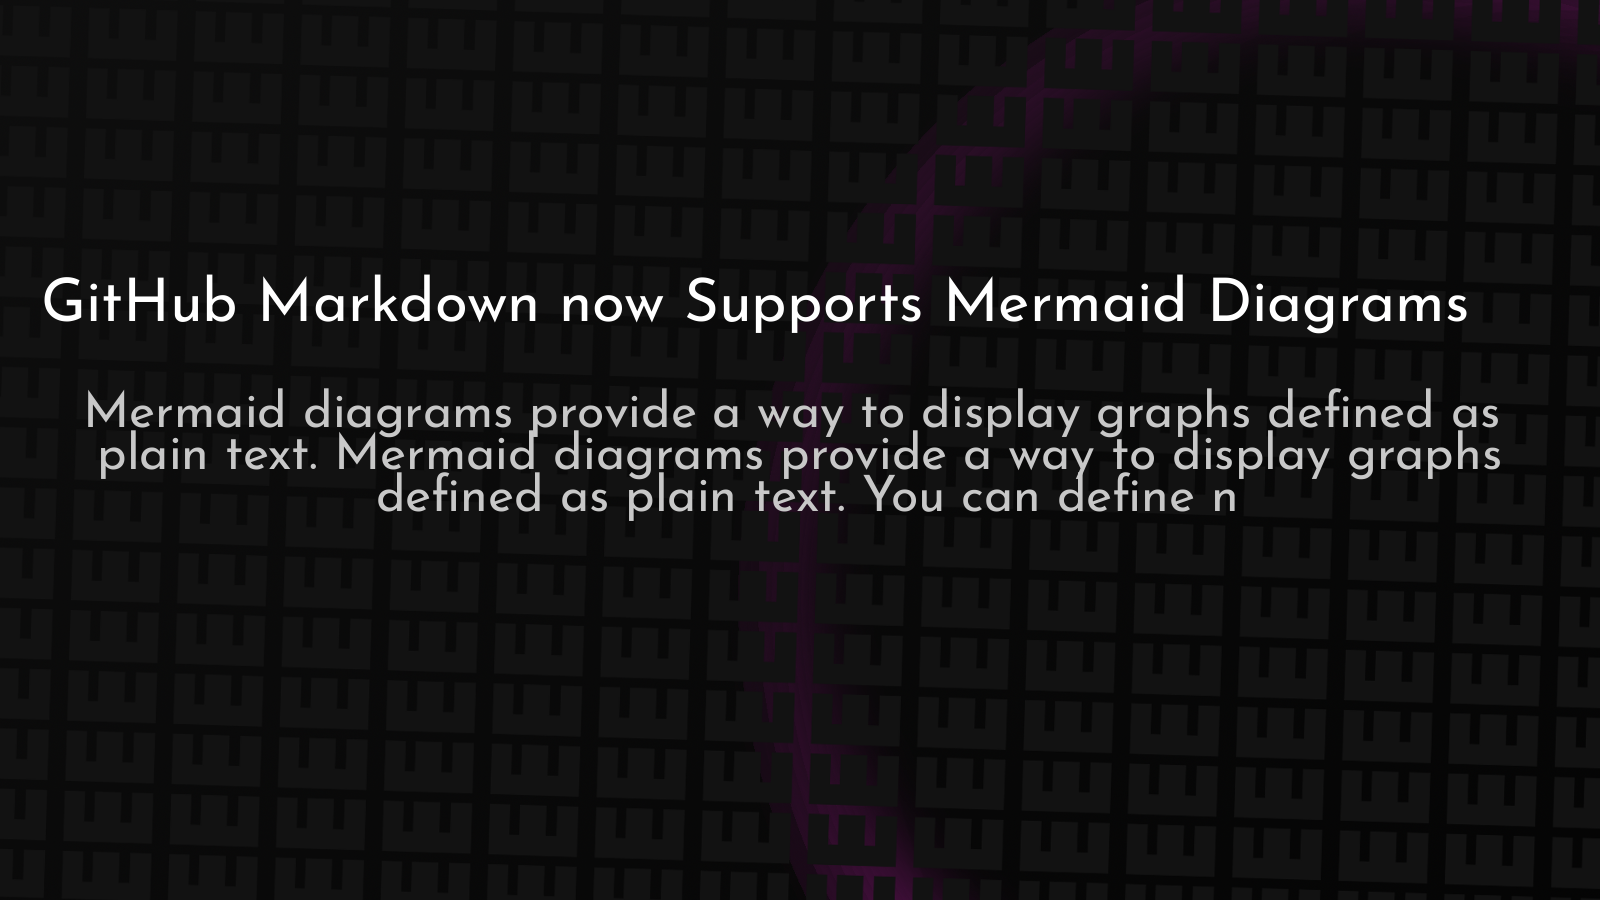 GitHub Markdown now Supports Mermaid Diagrams
Mermaid diagrams provide a way to display graphs defined as
plain text. Mermaid diagrams provide a way to display graphs
defined as plain text. You can define n